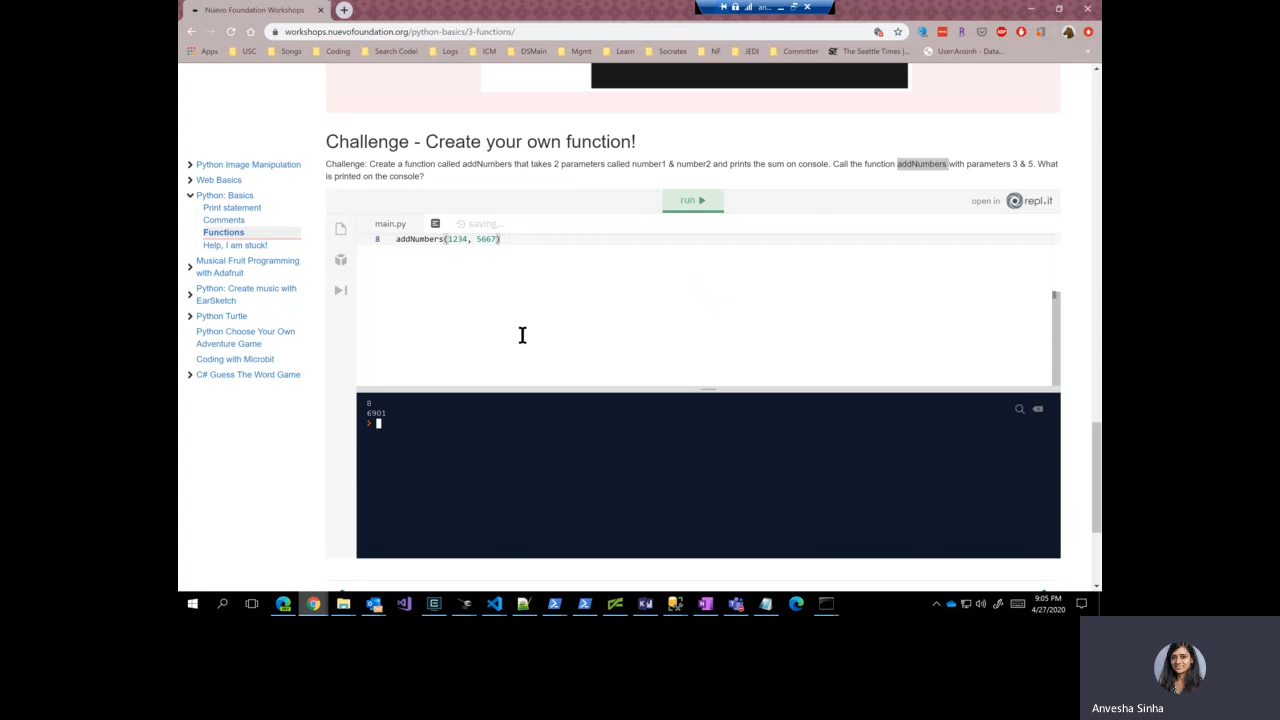 Nuevo Foundation Workshops
workshops.nuevofoundation.org/python-basics/3-functions/
Apps USC Songs Coding Search Code! Logs ICM DSMain Mgmt Learn Socrates NF JEDI Committer The Seattle Times |... User:Ansinh - Data...
Challenge - Create your own function!
Challenge: Create a function called addNumbers that takes 2 parameters called number1 & number2 and prints the sum on console. Call the function addNumbers with parameters 3 & 5. What
is printed on the console?
Python Image Manipulation
Web Basics
Python: Basics
Print statement
Comments
Functions
Help, I am stuck!
Musical Fruit Programming
with Adafruit
Python: Create music with
EarSketch
Python Turtle
Python Choose Your Own
Adventure Game
Coding with Microbit
C# Guess The Word Game
run
open in repl.it
main.py saving...
8 addNumbers(1234, 5667)
8
6901
>
9:05 PM
4/27/2020
Anvesha Sinha